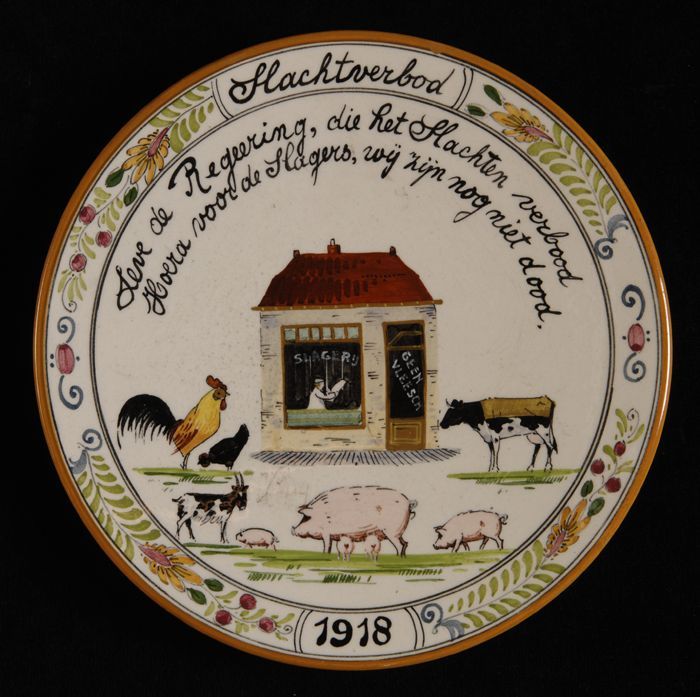 Slachtverbod
Leve de Regeering, die het Slachten verbood
Hoera voor de Slagers, wij zijn nog niet dood.
SLAGERIJ
GEEN
VLEESCH
1918